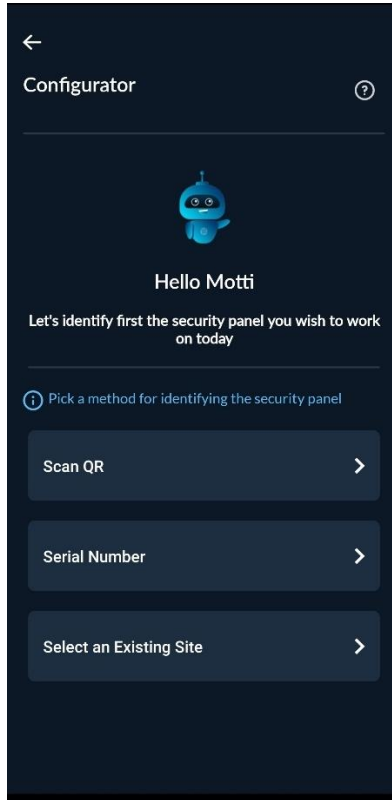 Configurator
Hello Motti
Let's identify first the security panel you wish to work
on today
Pick a method for identifying the security panel
Scan QR
Serial Number
Select an Existing Site